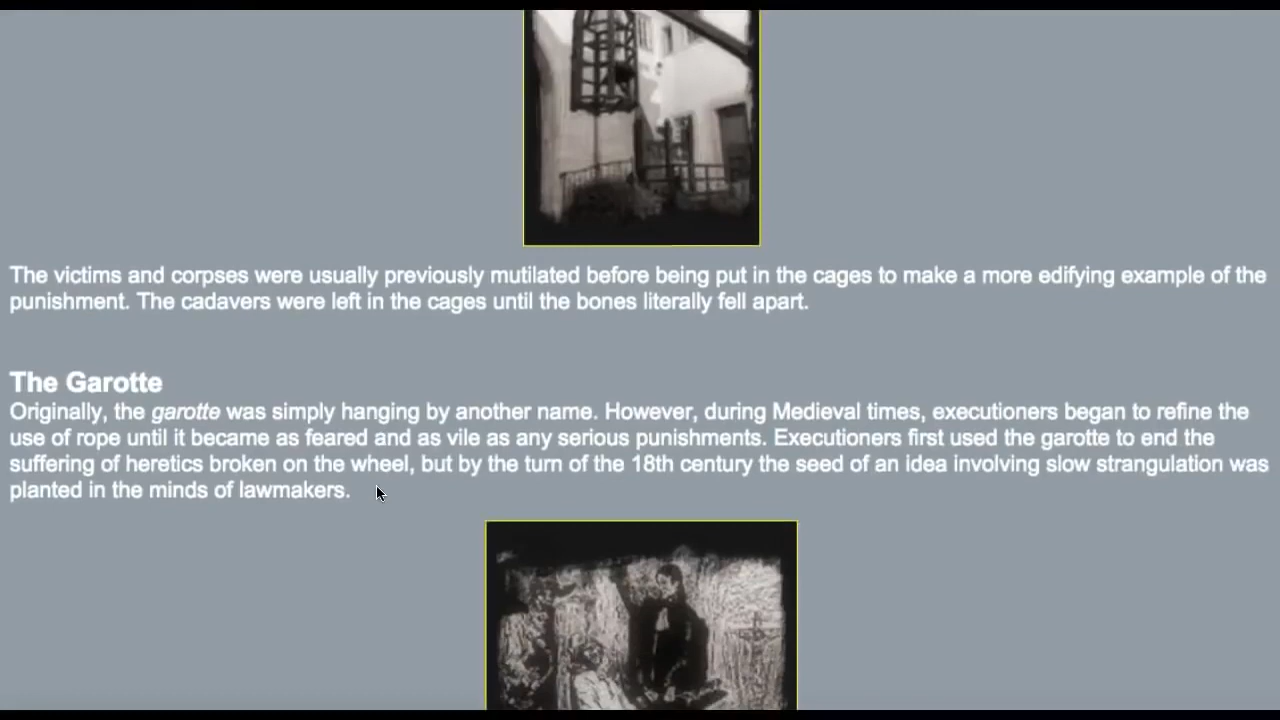 The victims and corpses were usually previously mutilated before being put in the cages to make a more edifying example of the
punishment. The cadavers were left in the cages until the bones literally fell apart.
The Garotte
Originally, the garotte was simply hanging by another name. However, during Medieval times, executioners began to refine the
use of rope until it became as feared and as vile as any serious punishments. Executioners first used the garotte to end the
suffering of heretics broken on the wheel, but by the turn of the 18th century the seed of an idea involving slow strangulation was
planted in the minds of lawmakers.